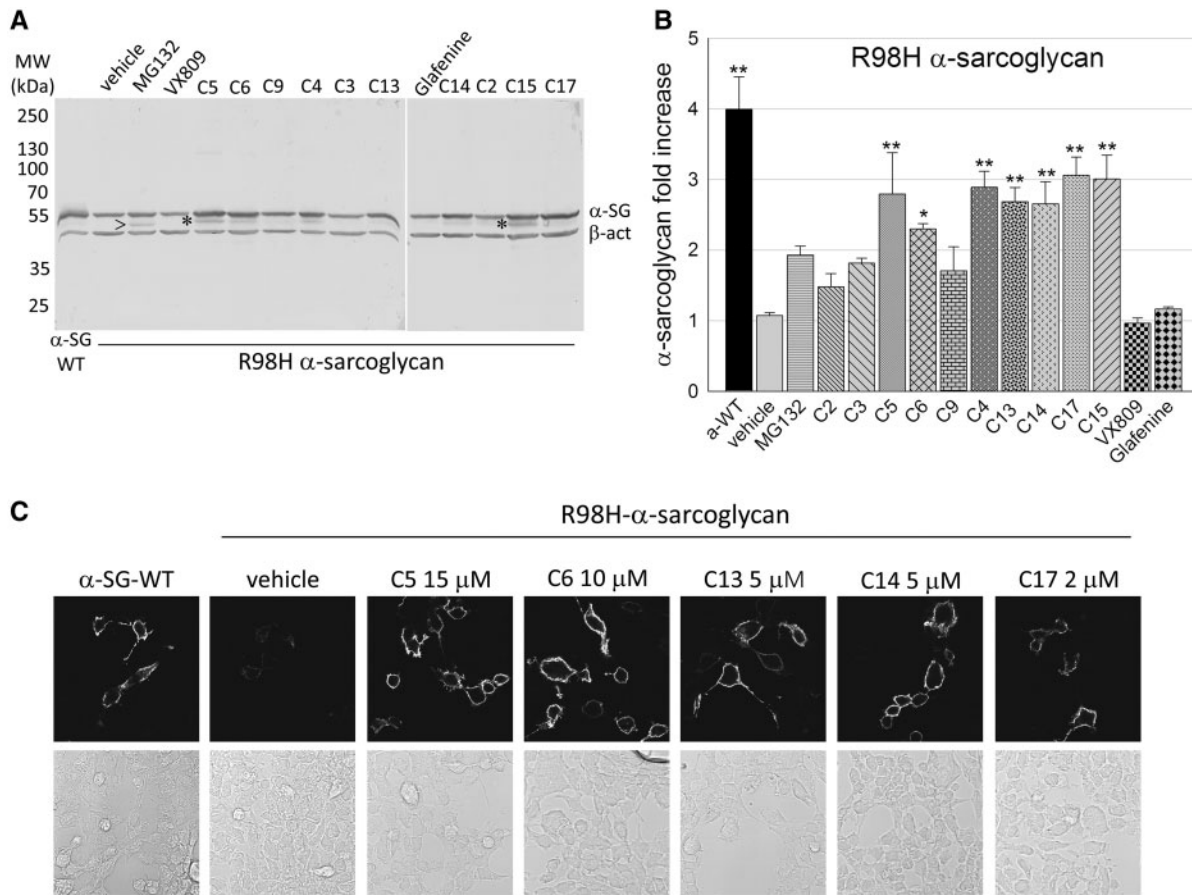 A
MW
(kDa)
vehicle
MG132
VX809
C5
C6
C9
C4
C3
C13
Glafenine
C14
C2
C15
C17
250
130
100
70
55
35
25
>
*
*
α-SG
β-act
α-SG
WT
R98H α-sarcoglycan
B
R98H α-sarcoglycan
α-sarcoglycan fold increase
5
4
3
2
1
0
**
**
*
**
**
**
**
**
a-WT
vehicle
MG132
C2
C3
C5
C6
C9
C4
C13
C14
C17
C15
VX809
Glafenine
C
R98H-α-sarcoglycan
α-SG-WT
vehicle
C5 15 μM
C6 10 μM
C13 5 μM
C14 5 μM
C17 2 μM